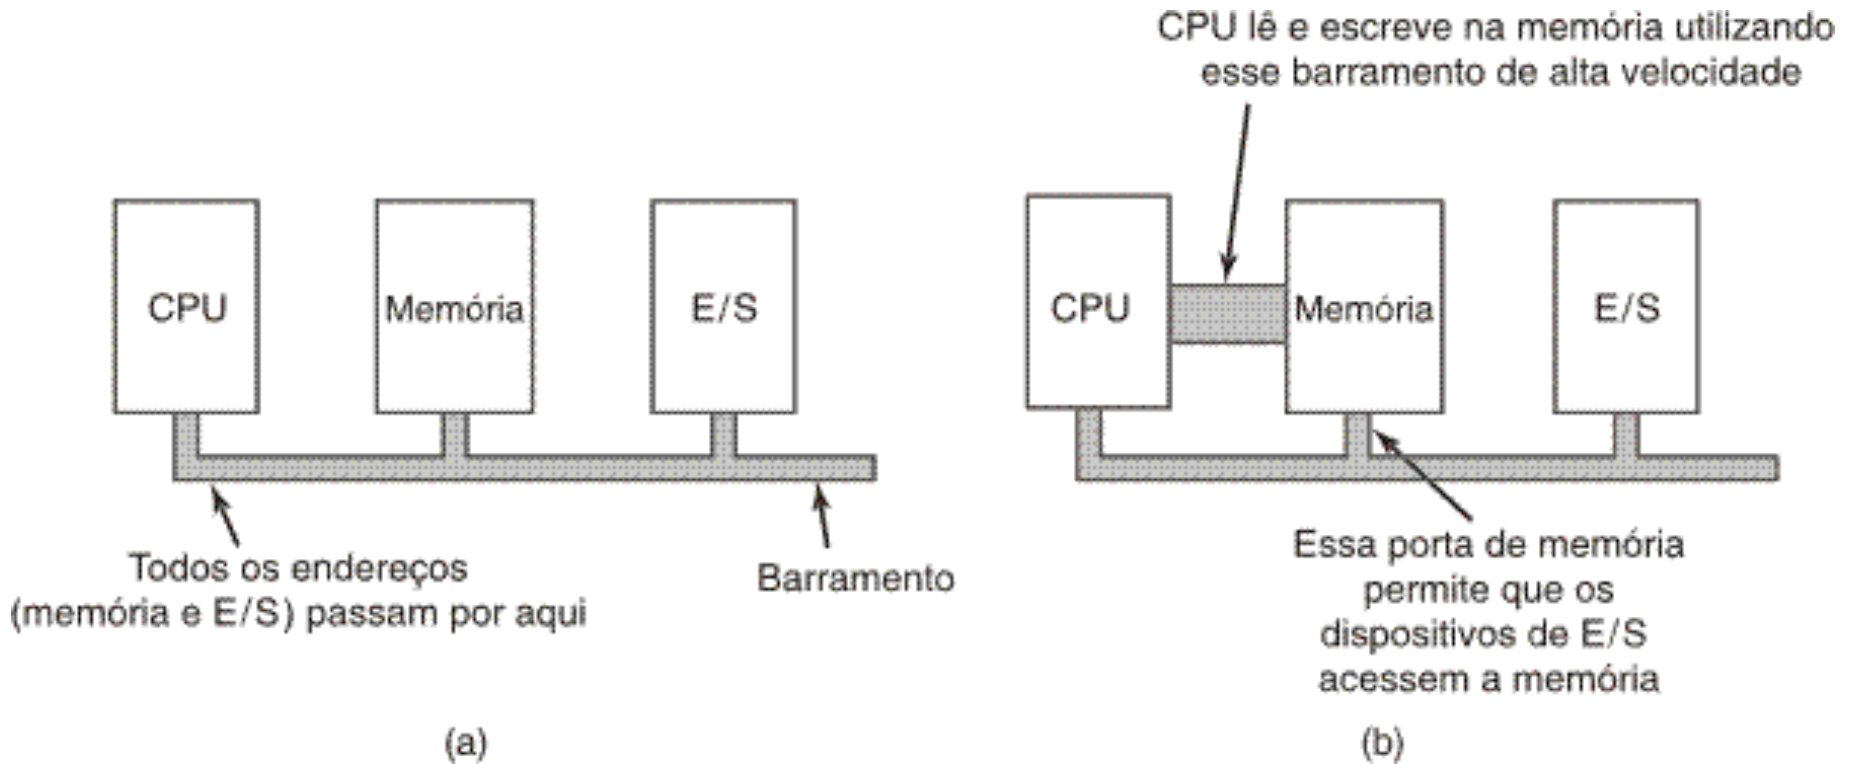 CPU lê e escreve na memória utilizando
esse barramento de alta velocidade
CPU
Memória
E/S
CPU
Memória
E/S
Todos os endereços
(memória e E/S) passam por aqui
Barramento
Essa porta de memória
permite que os
dispositivos de E/S
acessem a memória
(a)
(b)